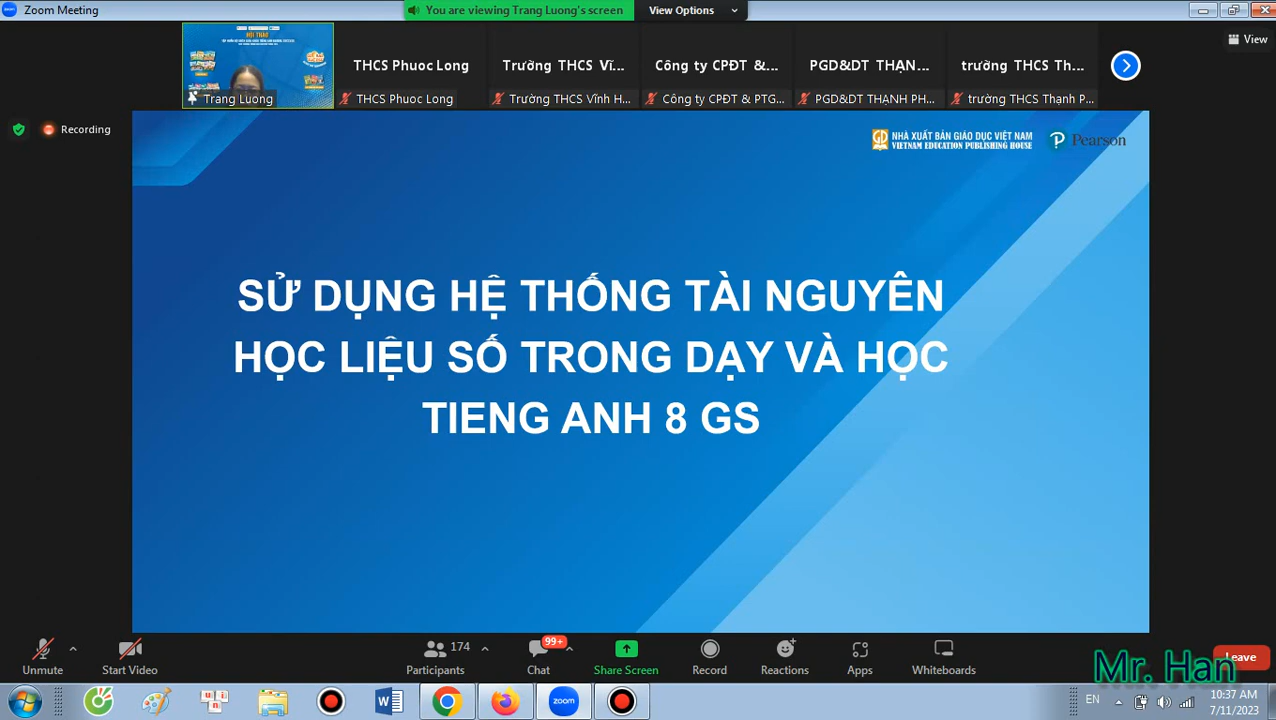 Zoom Meeting
You are viewing Trang Luong's screen
View Options
View
HỘI THẢO
Trang Luong
THCS Phuoc Long
THCS Phuoc Long
Trường THCS Vĩ...
Trường THCS Vĩnh H...
Công ty CPĐT &...
Công ty CPĐT & PTG...
PGD&DT THẠN...
PGD&DT THẠNH PH...
trường THCS Th...
trường THCS Thạnh P...
Recording
NHÀ XUẤT BẢN GIÁO DỤC VIỆT NAM
VIETNAM EDUCATION PUBLISHING HOUSE
Pearson
SỬ DỤNG HỆ THỐNG TÀI NGUYÊN
HỌC LIỆU SỐ TRONG DẠY VÀ HỌC
TIENG ANH 8 GS
Unmute
Start Video
174
Participants
99+
Chat
Share Screen
Record
Reactions
Apps
Whiteboards
Leave
Mr. Han
EN
10:37 AM
7/11/2023